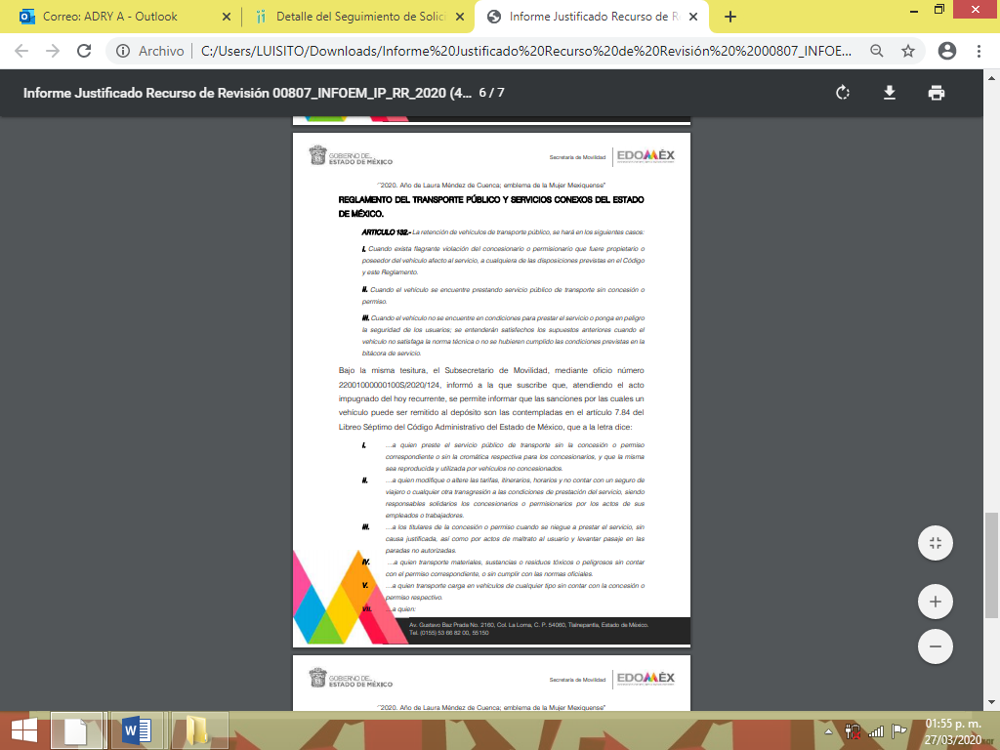 Correo: ADRY A - Outlook
Detalle del Seguimiento de Solici
Informe Justificado Recurso de R
Archivo
C:/Users/LUISITO/Downloads/Informe%20Justificado%20Recurso%20de%20Revisión%20%2000807_INFOE...
Informe Justificado Recurso de Revisión 00807_INFOEM_IP_RR_2020 (4... 6 / 7
GOBIERNO DEL
ESTADO DE MÉXICO
Secretaría de Movilidad
EDOMÉX
"2020. Año de Laura Méndez de Cuenca; emblema de la Mujer Mexiquense"
REGLAMENTO DEL TRANSPORTE PÚBLICO Y SERVICIOS CONEXOS DEL ESTADO
DE MÉXICO.
ARTICULO 132.- La retención de vehículos de transporte público, se hará en los siguientes casos:
I. Cuando exista flagrante violación del concesionario o permisionario que fuere propietario o
poseedor del vehículo afecto al servicio, a cualquiera de las disposiciones previstas en el Código
y este Reglamento.
II. Cuando el vehículo se encuentre prestando servicio público de transporte sin concesión o
permiso.
III. Cuando el vehículo no se encuentre en condiciones para prestar el servicio o ponga en peligro
la seguridad de los usuarios; se entenderán satisfechos los supuestos anteriores cuando el
vehículo no satisfaga la norma técnica o no se hubieren cumplido las condiciones previstas en la
bitácora de servicio.
Bajo la misma tesitura, el Subsecretario de Movilidad, mediante oficio número
22001000000100S/2020/124, informó a la que suscribe que, atendiendo el acto
impugnado del hoy recurrente, se permite informar que las sanciones por las cuales un
vehículo puede ser remitido al depósito son las contempladas en el artículo 7.84 del
Libreo Séptimo del Código Administrativo del Estado de México, que a la letra dice:
I. ...a quien preste el servicio público de transporte sin la concesión o permiso
correspondiente o sin la cromática respectiva para los concesionarios, y que la misma
sea reproducida y utilizada por vehículos no concesionados.
II. ...a quien modifique o altere las tarifas, itinerarios, horarios y no contar con un seguro de
viajero o cualquier otra transgresión a las condiciones de prestación del servicio, siendo
responsables solidarios los concesionarios o permisionarios por los actos de sus
empleados o trabajadores.
III. ...a los titulares de la concesión o permiso cuando se niegue a prestar el servicio, sin
causa justificada, así como por actos de maltrato al usuario y levantar pasaje en las
paradas no autorizadas.
IV. ...a quien transporte materiales, sustancias o residuos tóxicos o peligrosos sin contar
con el permiso correspondiente, o sin cumplir con las normas oficiales.
V. ...a quien transporte carga en vehículos de cualquier tipo sin contar con la concesión o
permiso respectivo.
VII. ...a quien:
Av. Gustavo Baz Prada No. 2160, Col. La Loma, C. P. 54060, Tlalnepantla, Estado de México.
Tel. (0155) 53 66 82 00, 55150
GOBIERNO DEL
ESTADO DE MÉXICO
Secretaría de Movilidad
EDOMÉX
"2020. Año de Laura Méndez de Cuenca; emblema de la Mujer Mexiquense"
01:55 p. m.
27/03/2020